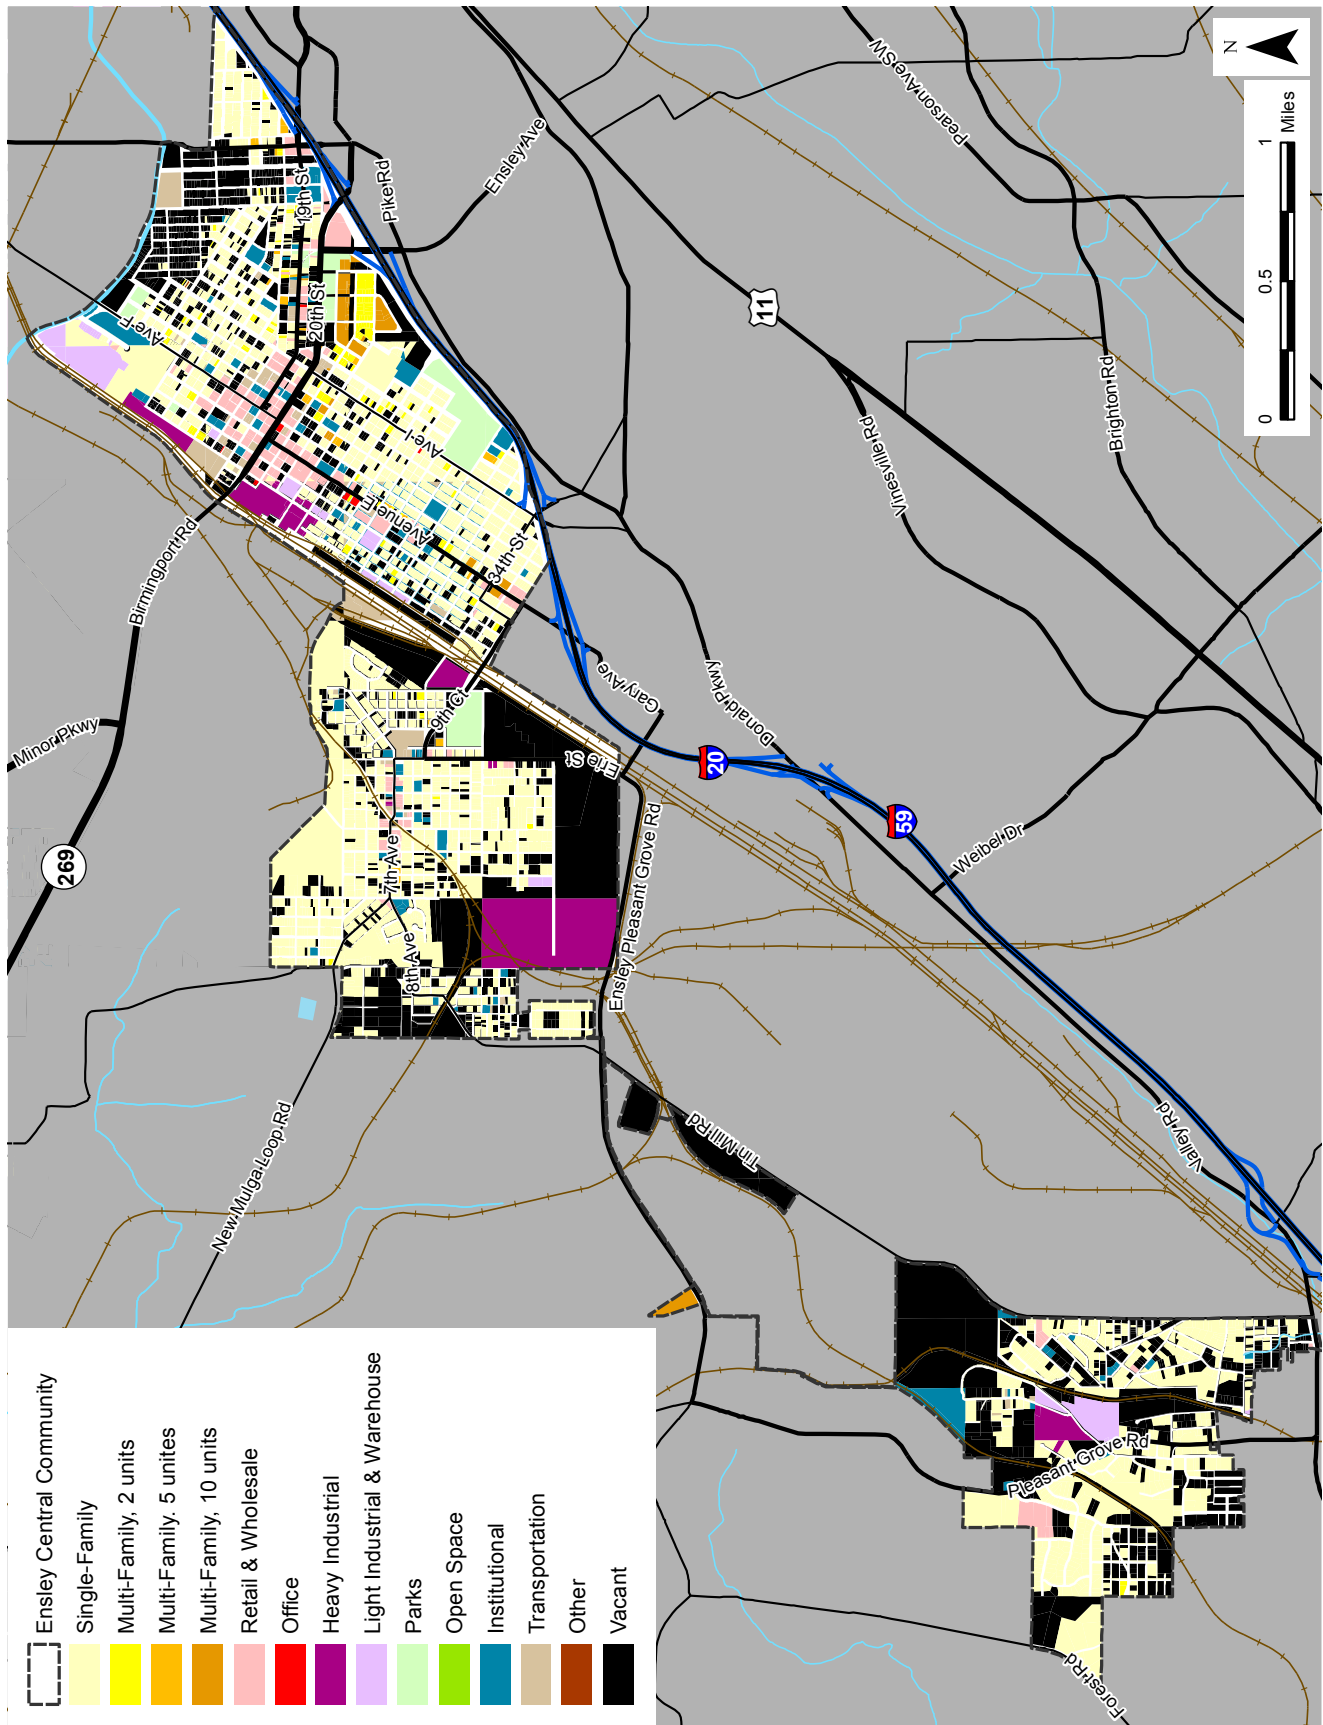 Ensley Central Community
Single-Family
Multi-Family, 2 units
Multi-Family, 5 unites
Multi-Family, 10 units
Retail & Wholesale
Office
Heavy Industrial
Light Industrial & Warehouse
Parks
Open Space
Institutional
Transportation
Other
Vacant
N
0
0.5
1
Miles
Minor Pkwy
269
Birmingport Rd
New Mulga Loop Rd
Ave F
19th St
20th St
Pike Rd
Ensley Ave
Pearson Ave SW
11
Ave I
Avenue E
34th St
9th Ct
7th Ave
8th Ave
Erie St
Gary Ave
Donald Pkwy
20
59
Weibel Dr
Vinesville Rd
Brighton Rd
Ensley Pleasant Grove Rd
Tin Mill Rd
Valley Rd
Pleasant Grove Rd
Forest Rd